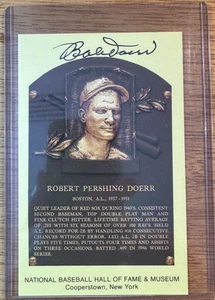 Bob Doerr
ROBERT PERSHING DOERR
BOSTON, A.L., 1937-1951
QUIET LEADER OF RED SOX DURING 1940'S. CONSISTENT
SECOND BASEMAN, TOP DOUBLE PLAY MAN AND
FINE CLUTCH HITTER. LIFETIME BATTING AVERAGE
OF .288 WITH SIX SEASONS OF OVER 100 RBI'S. HELD
A.L. RECORD FOR 2B BY HANDLING 414 CONSECUTIVE
CHANCES WITHOUT ERROR. LED A.L. 2B IN DOUBLE
PLAYS FIVE TIMES, PUTOUTS FOUR TIMES AND ASSISTS
ON THREE OCCASIONS. BATTED .409 IN 1946 WORLD
SERIES.
NATIONAL BASEBALL HALL OF FAME & MUSEUM
Cooperstown, New York